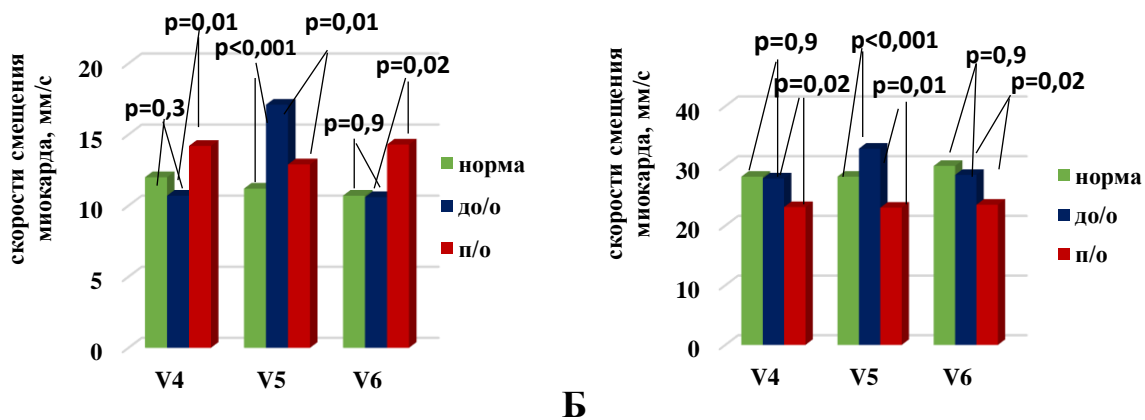 p=0,01
p=0,01
p<0,001
p=0,02
p=0,3
p=0,9
скорости смещения
миокарда, мм/с
20
15
10
5
0
V4
V5
V6
норма
до/о
п/о
p=0,9
p<0,001
p=0,9
p=0,02
p=0,01
p=0,02
скорости смещения
миокарда, мм/с
40
30
20
10
0
V4
V5
V6
норма
до/о
п/о
Б